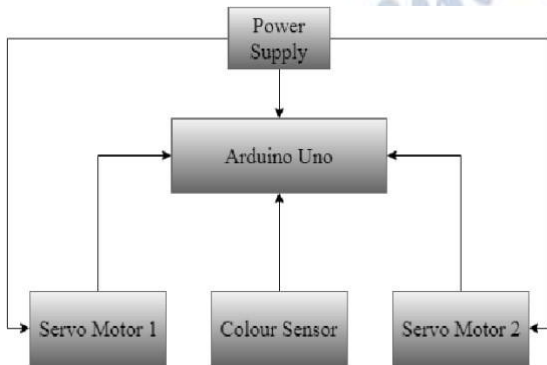 Power
Supply
Arduino Uno
Servo Motor 1
Colour Sensor
Servo Motor 2